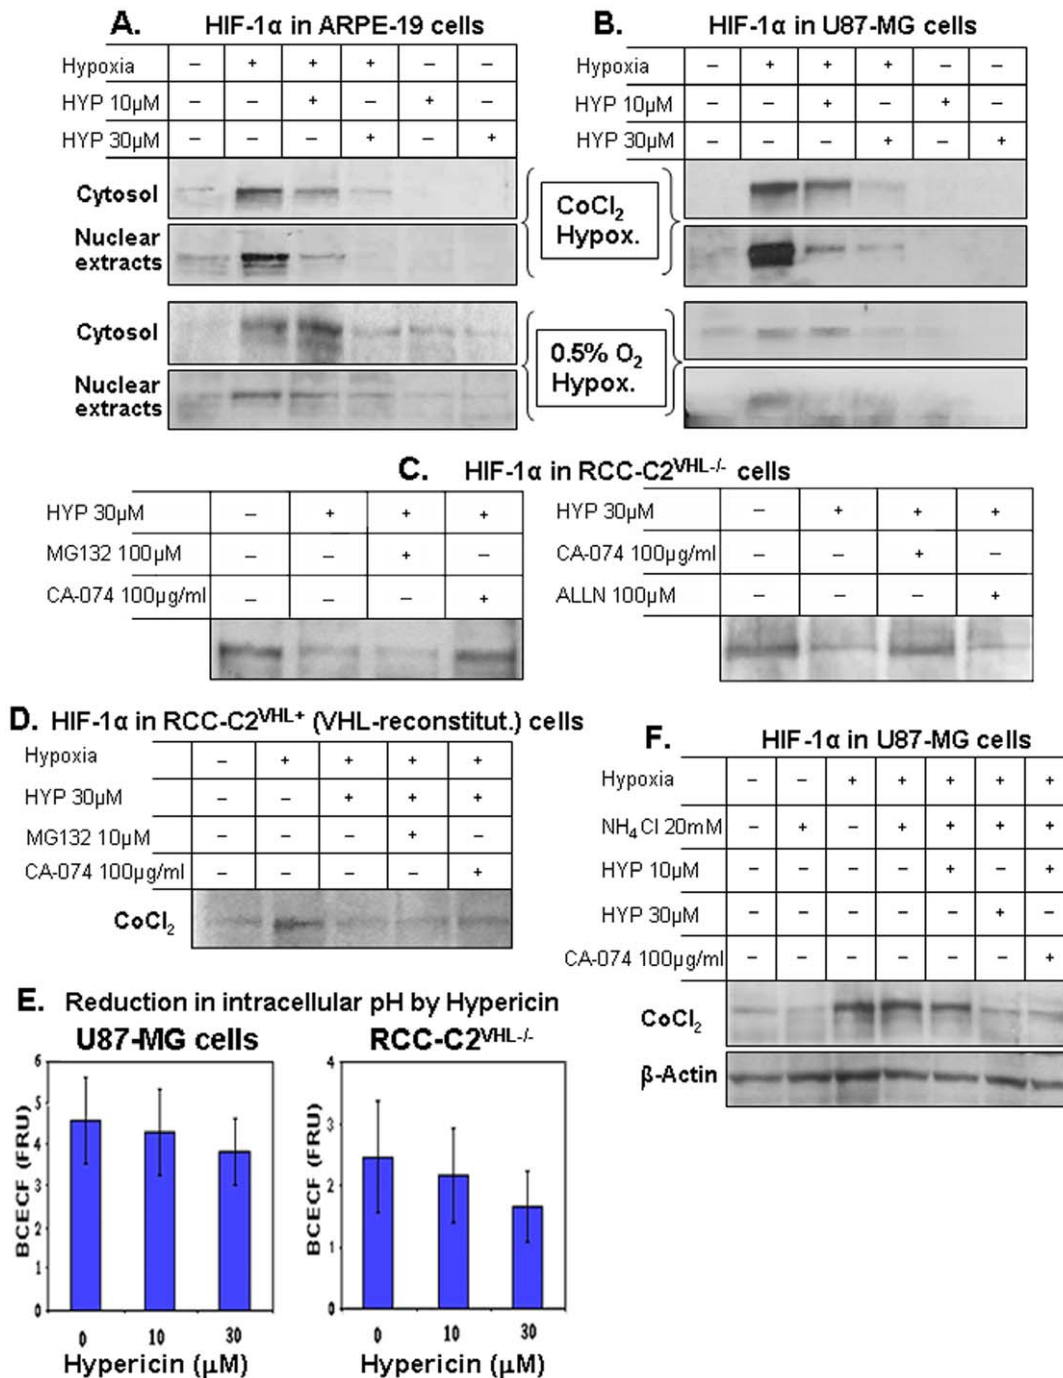 A. HIF-1α in ARPE-19 cells
Hypoxia – + + + – –
HYP 10µM – – + – + –
HYP 30µM – – – + – +
Cytosol
Nuclear
extracts
Cytosol
Nuclear
extracts
CoCl₂
Hypox.
0.5% O₂
Hypox.
B. HIF-1α in U87-MG cells
Hypoxia – + + + – –
HYP 10µM – – + – + –
HYP 30µM – – – + – +
C. HIF-1α in RCC-C2ⱽᴴᴸ⁻/⁻ cells
HYP 30µM – + + +
MG132 100µM – – + –
CA-074 100µg/ml – – – +
HYP 30µM – + + +
CA-074 100µg/ml – – + –
ALLN 100µM – – – +
D. HIF-1α in RCC-C2ⱽᴴᴸ⁺ (VHL-reconstitut.) cells
Hypoxia – + + + +
HYP 30µM – – + + +
MG132 10µM – – – + –
CA-074 100µg/ml – – – – +
CoCl₂
E. Reduction in intracellular pH by Hypericin
U87-MG cells
BCECF (FRU)
6
5
4
3
2
1
0
0 10 30
Hypericin (µM)
RCC-C2ⱽᴴᴸ⁻/⁻
BCECF (FRU)
4
3
2
1
0
0 10 30
Hypericin (µM)
F. HIF-1α in U87-MG cells
Hypoxia – – + + + + +
NH₄Cl 20mM – + – + + + +
HYP 10µM – – – – + – +
HYP 30µM – – – – – + –
CA-074 100µg/ml – – – – – – +
CoCl₂
β-Actin